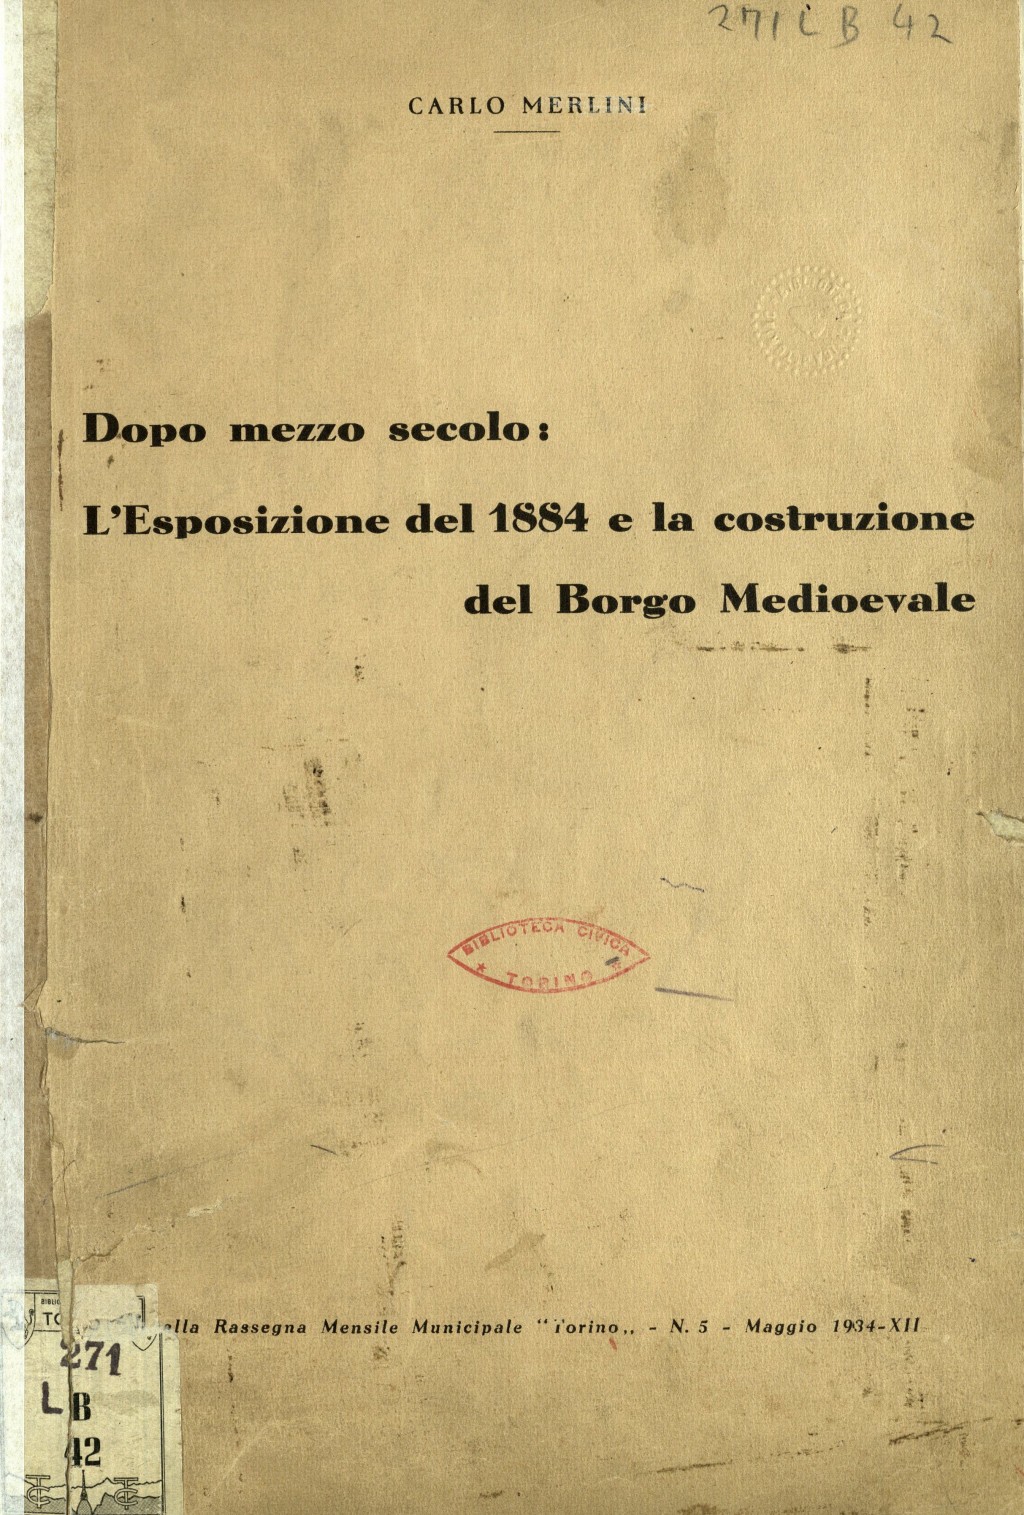 271 L B 42
CARLO MERLINI
Dopo mezzo secolo:
L'Esposizione del 1884 e la costruzione
del Borgo Medioevale
BIBLIOTECA CIVICA
TORINO
ella Rassegna Mensile Municipale "Torino„ - N. 5 - Maggio 1934-XII
271
L B
42